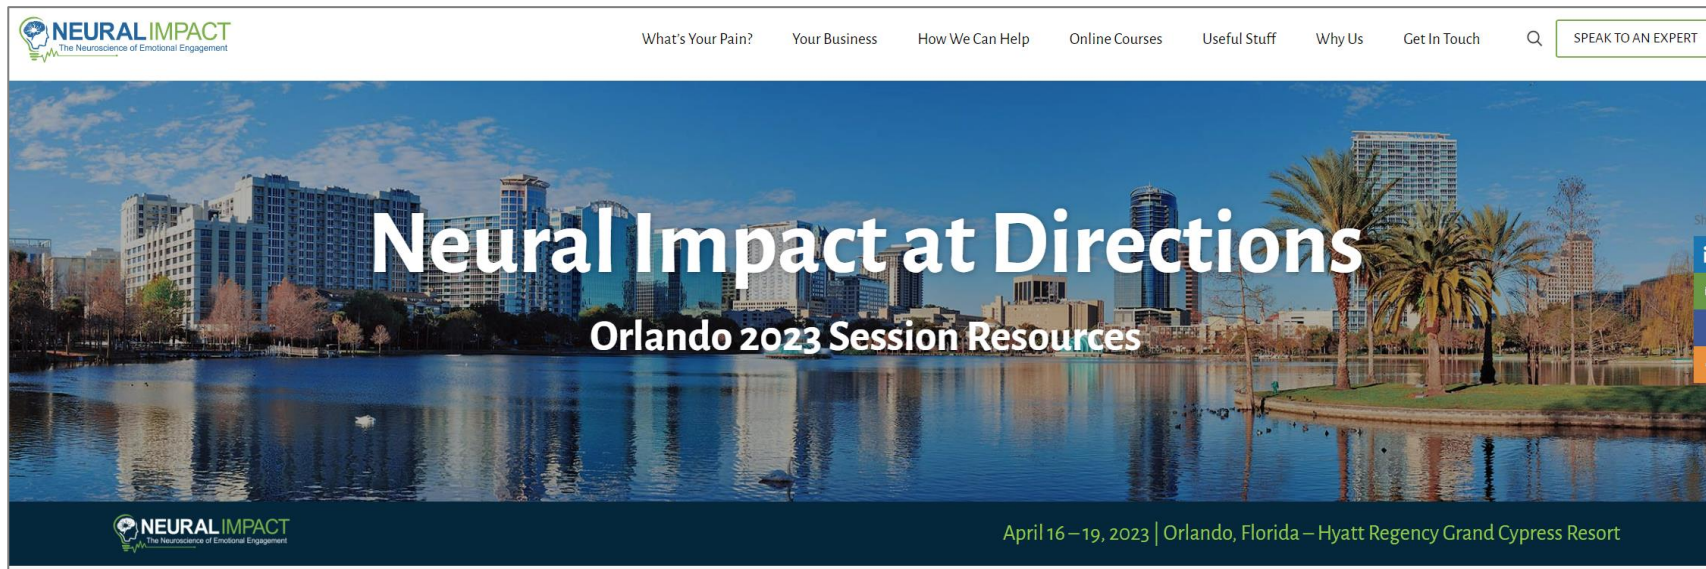 NEURAL IMPACT
The Neuroscience of Emotional Engagement
What's Your Pain? Your Business How We Can Help Online Courses Useful Stuff Why Us Get In Touch SPEAK TO AN EXPERT
Neural Impact at Directions
Orlando 2023 Session Resources
NEURAL IMPACT
The Neuroscience of Emotional Engagement
April 16 – 19, 2023 | Orlando, Florida – Hyatt Regency Grand Cypress Resort